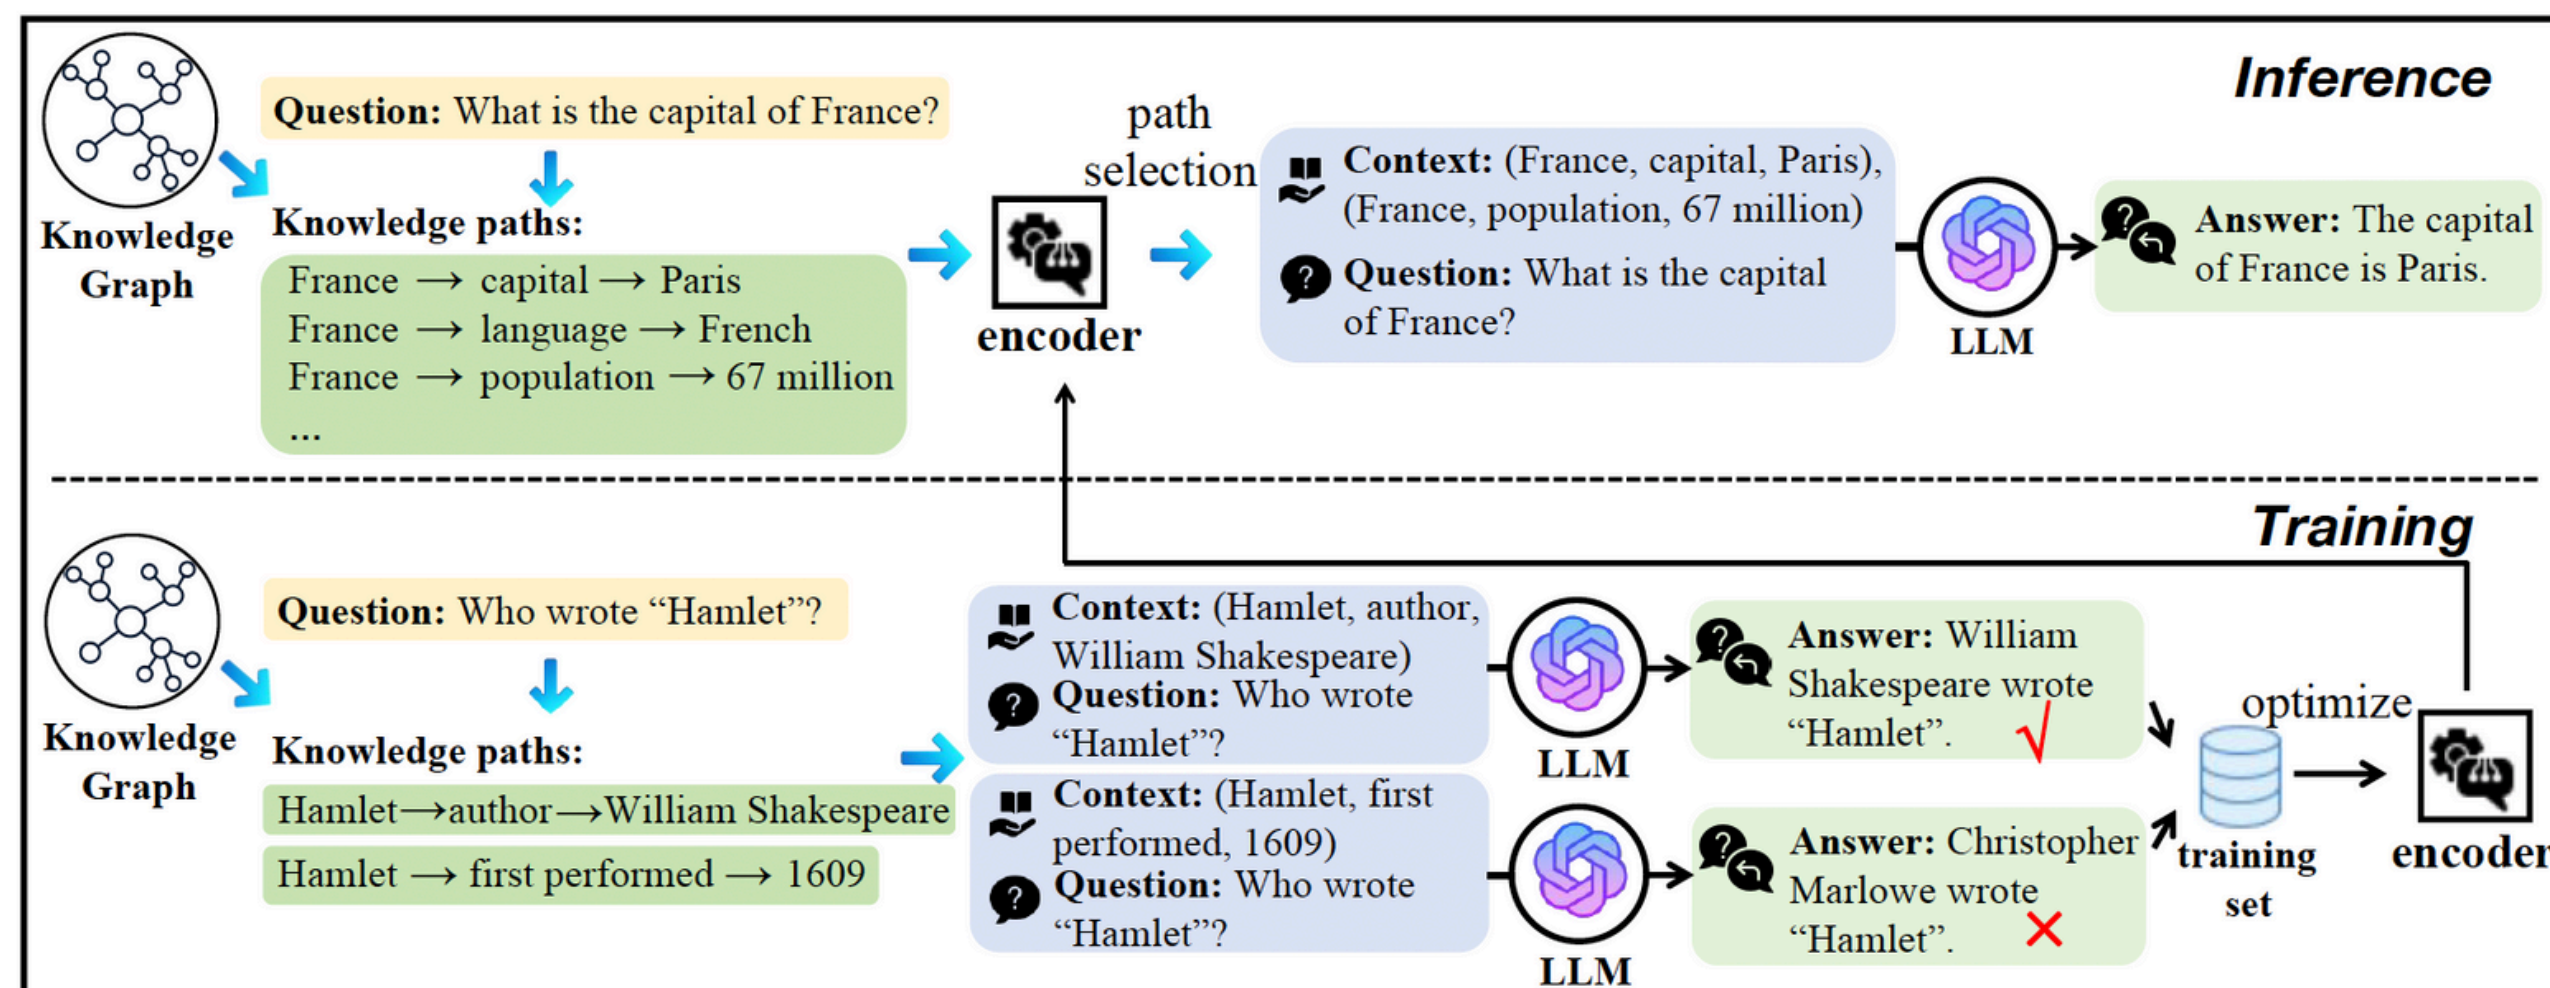 Inference
Question: What is the capital of France?
Knowledge
Graph
Knowledge paths:
France → capital → Paris
France → language → French
France → population → 67 million
...
encoder
path
selection
Context: (France, capital, Paris),
(France, population, 67 million)
Question: What is the capital
of France?
LLM
Answer: The capital
of France is Paris.
Training
Question: Who wrote “Hamlet”?
Knowledge
Graph
Knowledge paths:
Hamlet→author→William Shakespeare
Hamlet → first performed → 1609
Context: (Hamlet, author,
William Shakespeare)
Question: Who wrote
“Hamlet”?
LLM
Answer: William
Shakespeare wrote
“Hamlet”.
Context: (Hamlet, first
performed, 1609)
Question: Who wrote
“Hamlet”?
LLM
Answer: Christopher
Marlowe wrote
“Hamlet”.
training
set
optimize
encoder